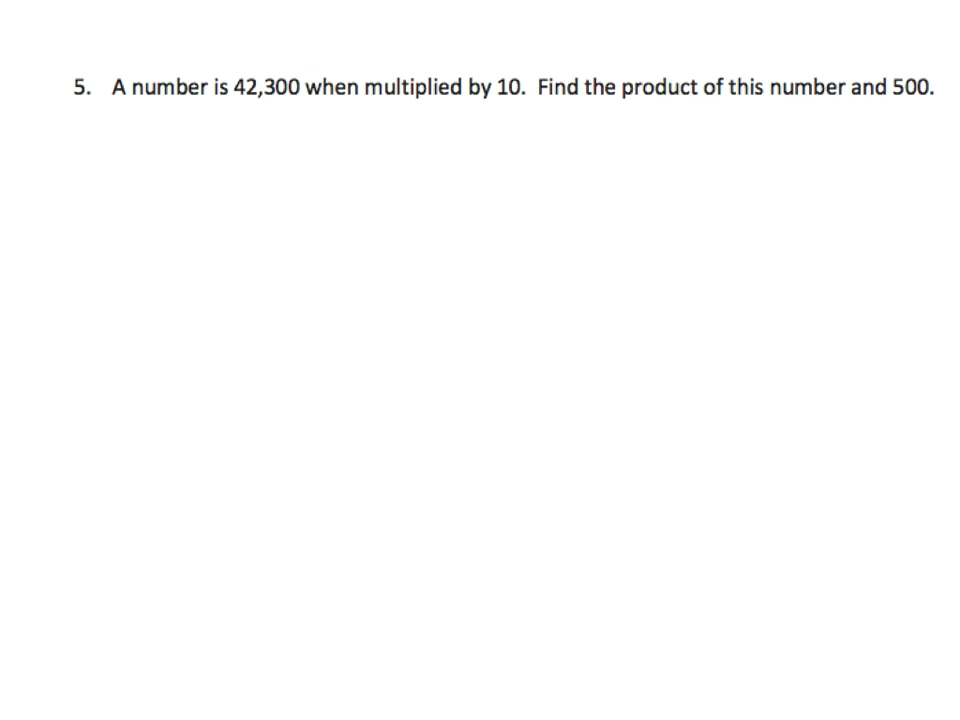 5. A number is 42,300 when multiplied by 10. Find the product of this number and 500.